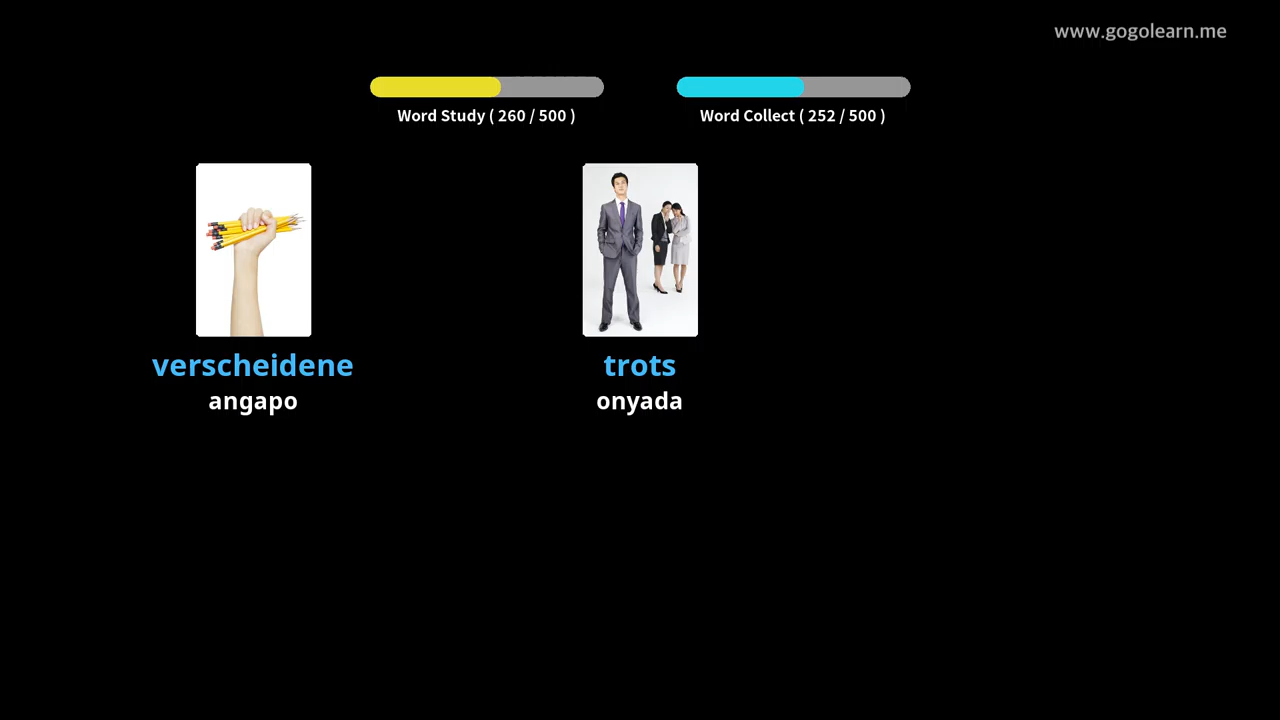 www.gogolearn.me
Word Study ( 260 / 500 )
Word Collect ( 252 / 500 )
verscheidene
angapo
trots
onyada